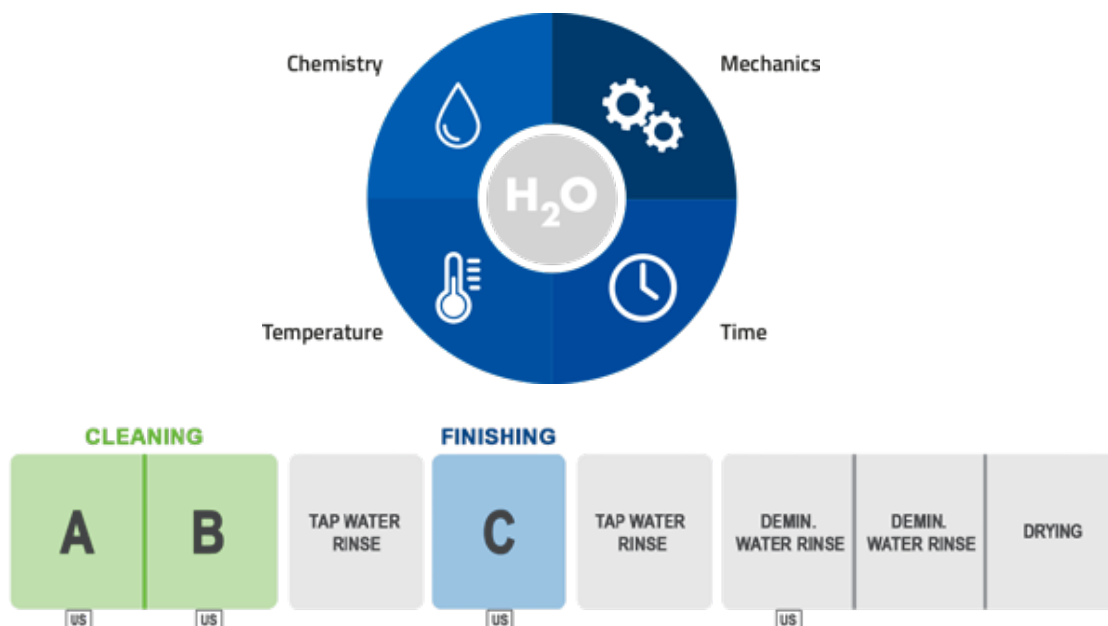 Chemistry
Mechanics
H₂O
Temperature
Time
CLEANING
FINISHING
A
B
TAP WATER
RINSE
C
TAP WATER
RINSE
DEMIN.
WATER RINSE
DEMIN.
WATER RINSE
DRYING
US
US
US
US